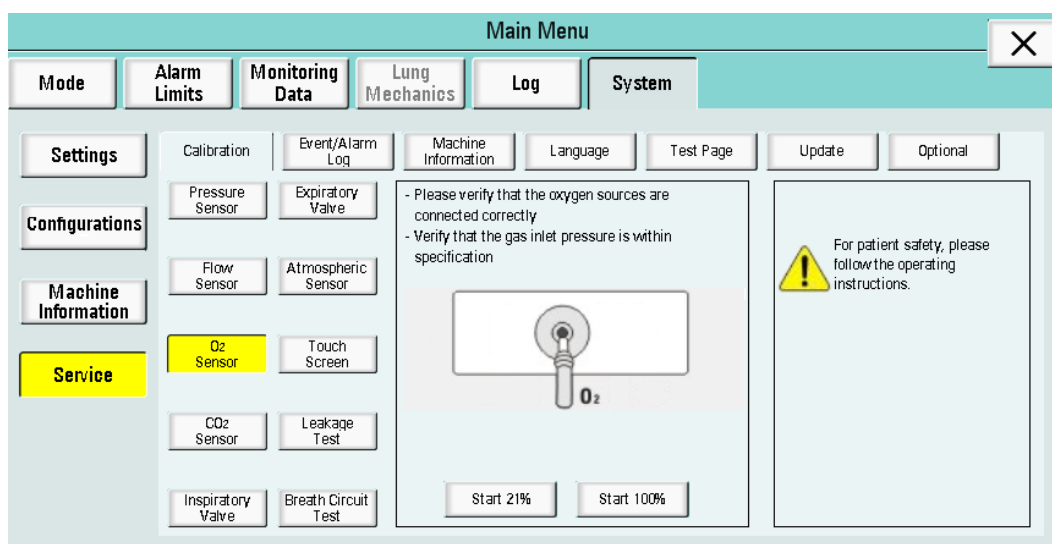 Main Menu
Mode
Alarm
Limits
Monitoring
Data
Lung
Mechanics
Log
System
Settings
Configurations
Machine
Information
Service
Calibration
Event/Alarm
Log
Machine
Information
Language
Test Page
Update
Optional
Pressure
Sensor
Expiratory
Valve
Flow
Sensor
Atmospheric
Sensor
O2
Sensor
Touch
Screen
CO2
Sensor
Leakage
Test
Inspiratory
Valve
Breath Circuit
Test
- Please verify that the oxygen sources are
connected correctly
- Verify that the gas inlet pressure is within
specification
O2
Start 21%
Start 100%
For patient safety, please
follow the operating
instructions.